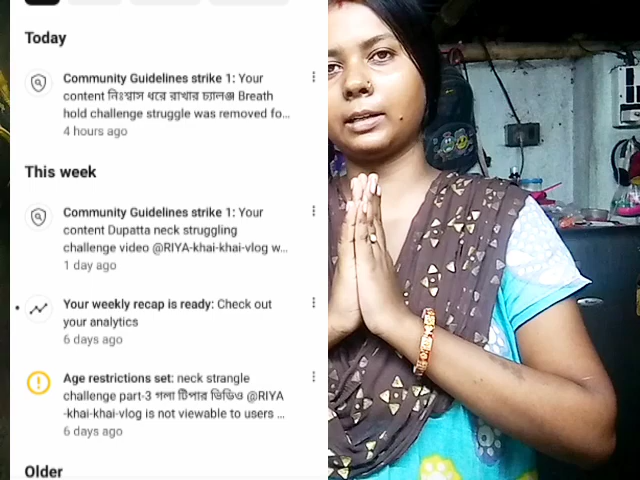 Today
Community Guidelines strike 1: Your
content নিঃশ্বাস ধরে রাখার চ্যালঞ্জ Breath
hold challenge struggle was removed fo...
4 hours ago
This week
Community Guidelines strike 1: Your
content Dupatta neck struggling
challenge video @RIYA-khai-khai-vlog w...
1 day ago
Your weekly recap is ready: Check out
your analytics
6 days ago
Age restrictions set: neck strangle
challenge part-3 গলা টিপার ভিডিও @RIYA
-khai-khai-vlog is not viewable to users ...
6 days ago
Older